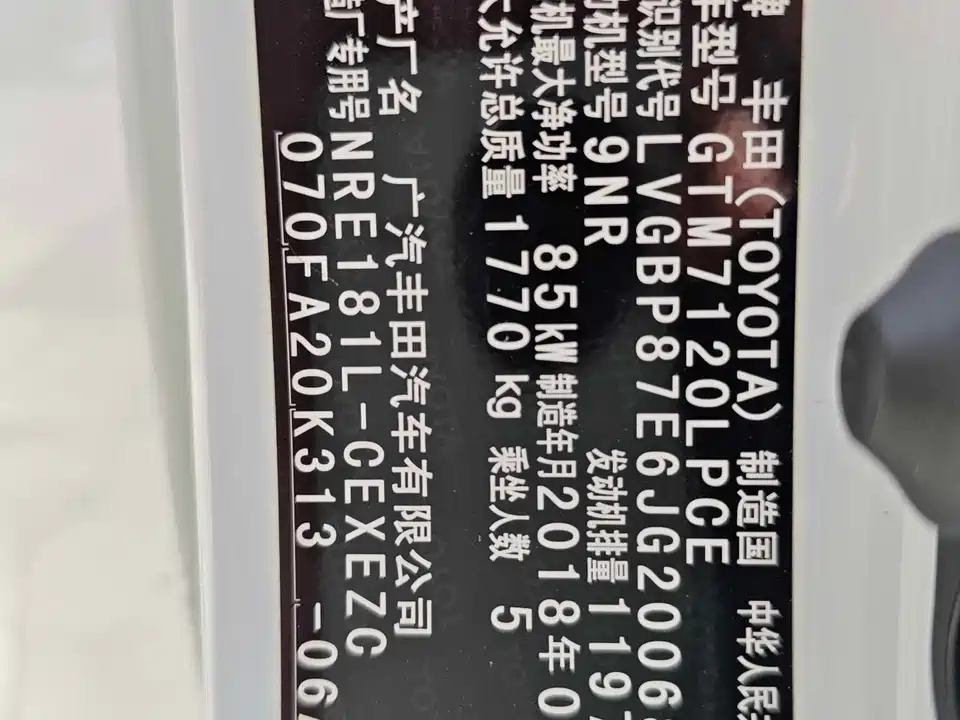 牌 丰田(TOYOTA) 制造国 中华人民
车型号 GTM7120LPCE
识别代号 LVGBP87E6JG2006
动机型号 9NR 发动机排量 1197
机最大净功率 85kW 制造年月 2018年0
大允许总质量 1770 kg 乘坐人数 5
产厂名 广汽丰田汽车有限公司
厂专用号 NRE181L-CEXEZC
070FA20K313 -06